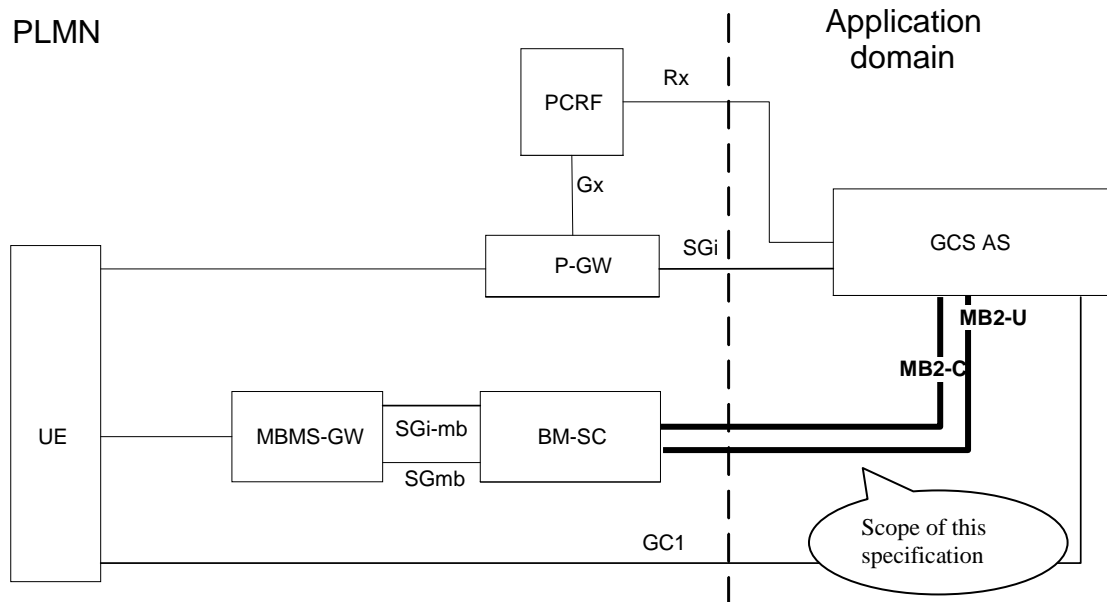 PLMN
Application
domain
PCRF
Rx
Gx
GCS AS
SGi
P-GW
MB2-U
MB2-C
UE
MBMS-GW
SGi-mb
SGmb
BM-SC
GC1
Scope of this
specification